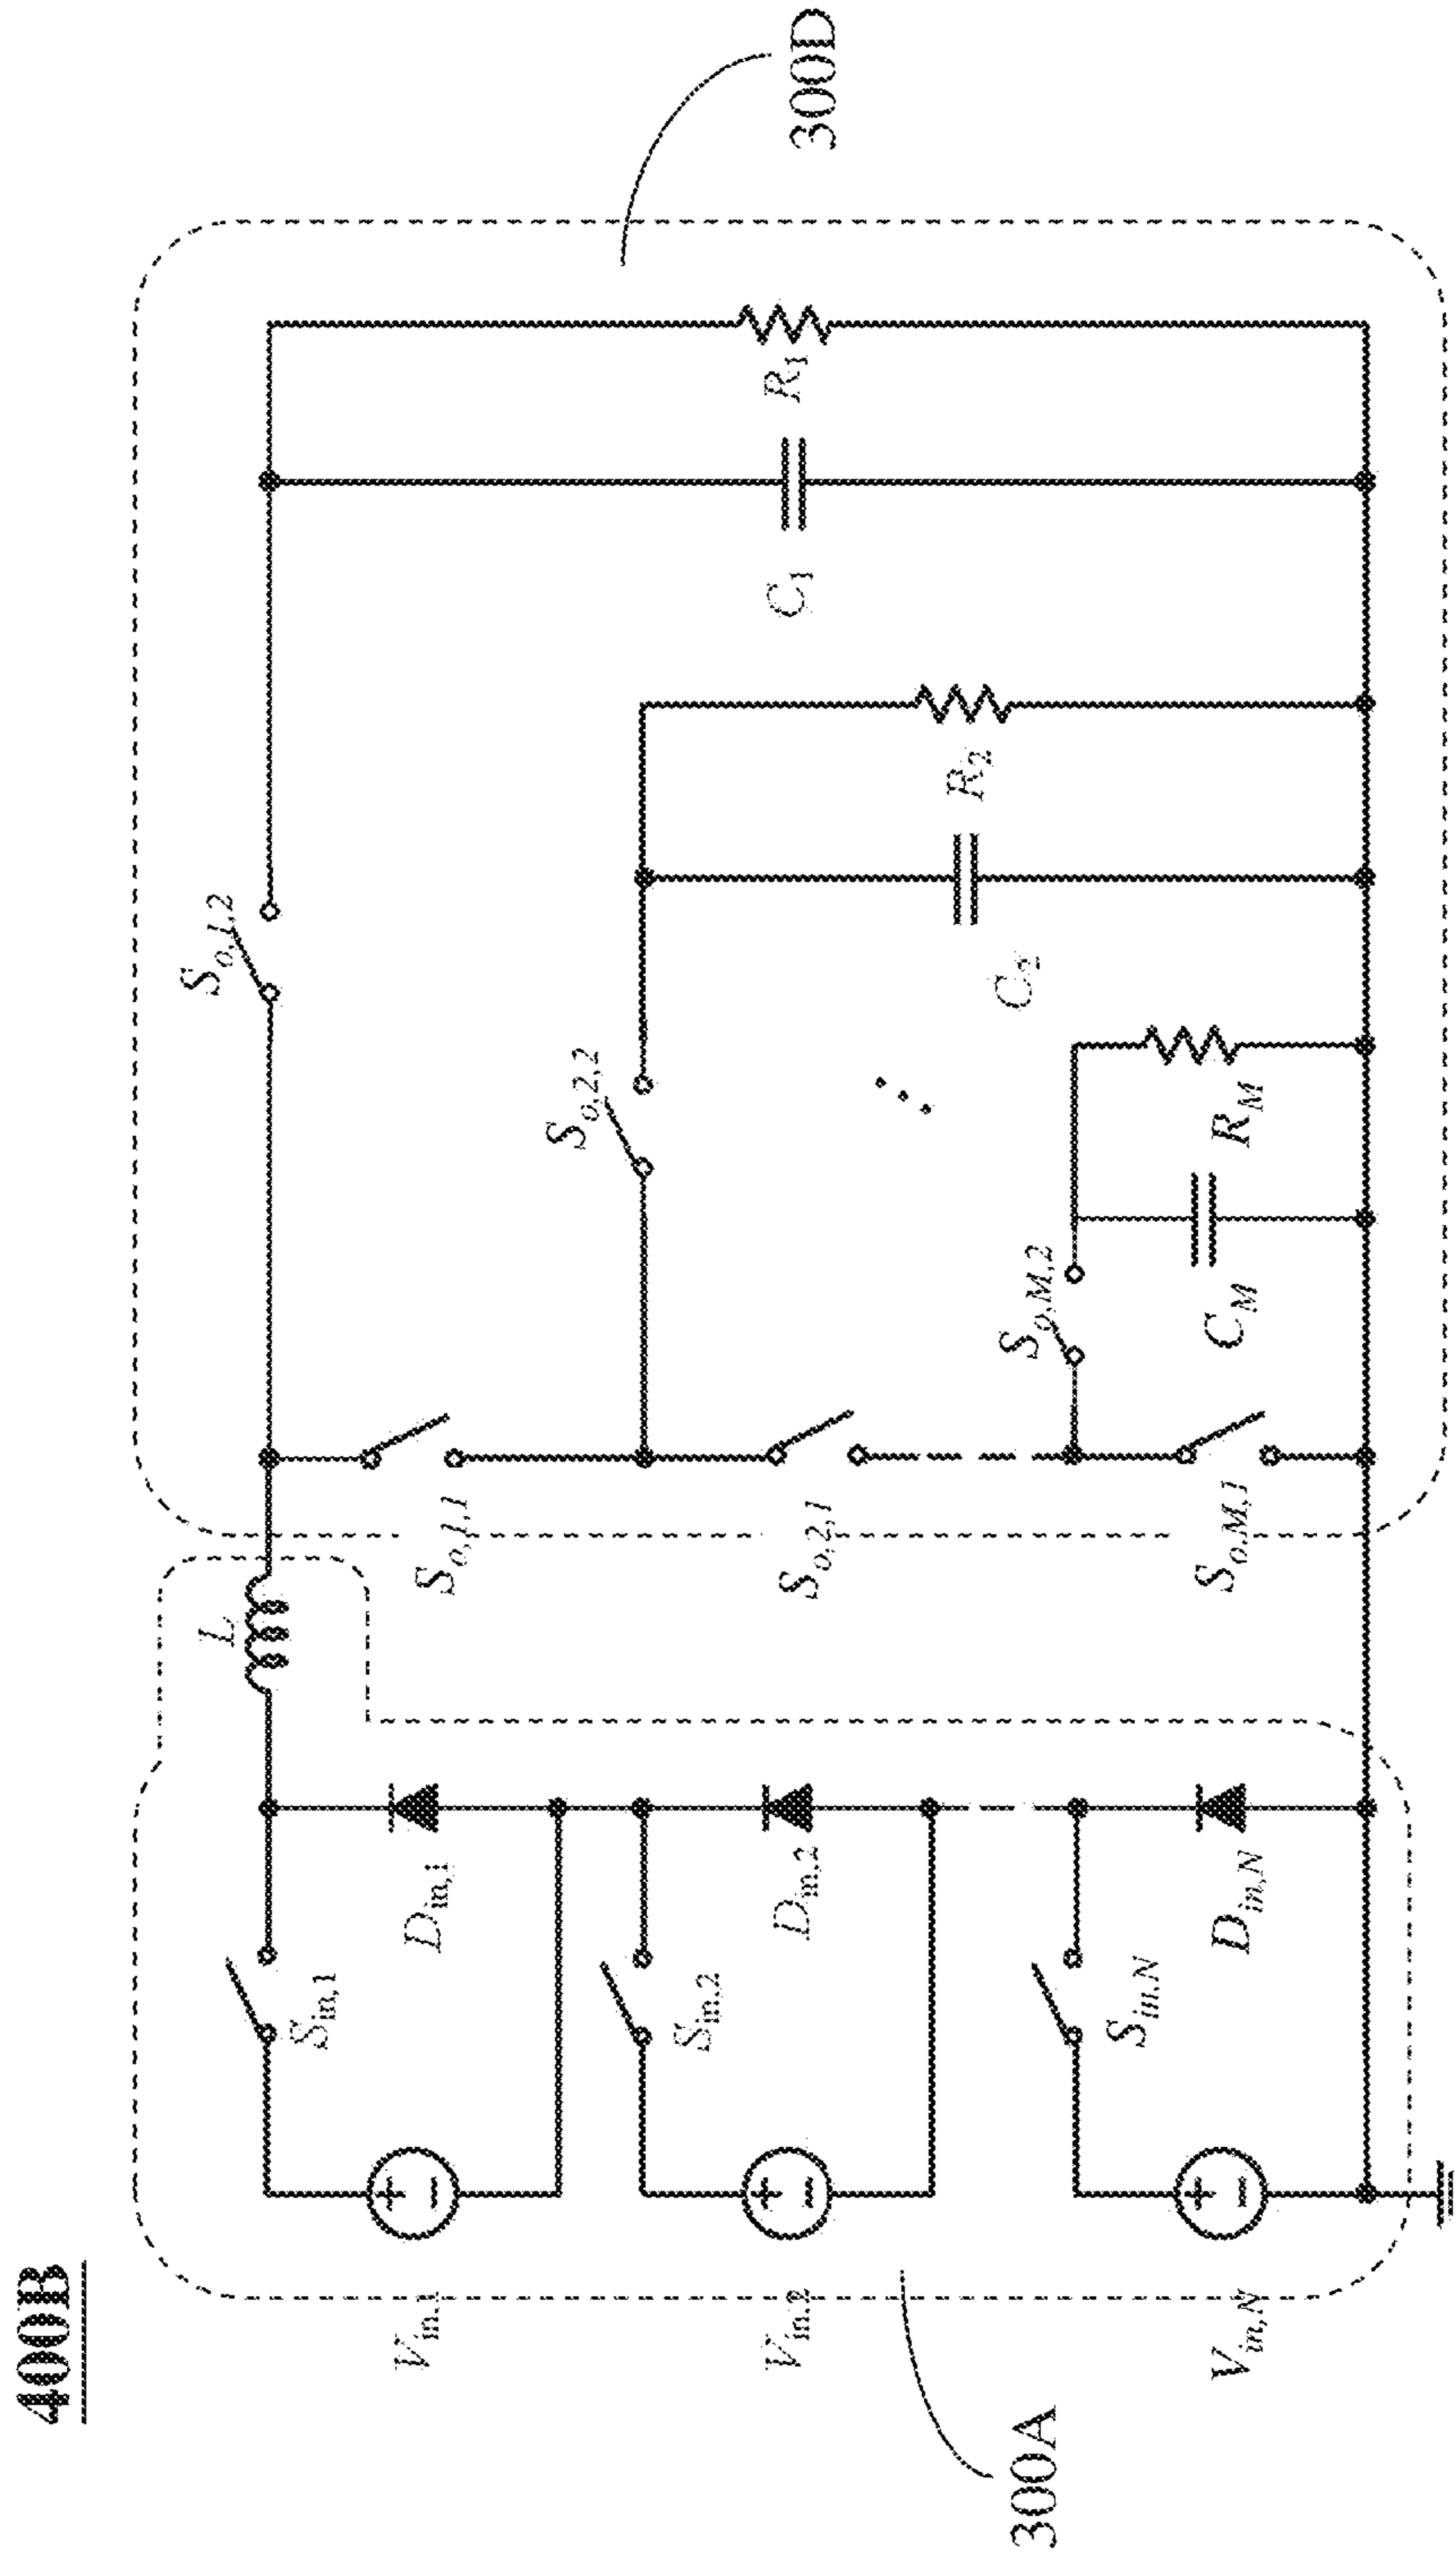 400B
300A
300D
V_in,1
V_in,2
V_in,N
S_in,1
S_in,2
S_in,N
D_in,1
D_in,2
D_in,N
L
S_o,1,1
S_o,2,1
S_o,M,1
S_o,1,2
S_o,2,2
S_o,M,2
C_M
R_M
C_2
R_2
C_1
R_1
+
−
+
−
+
−